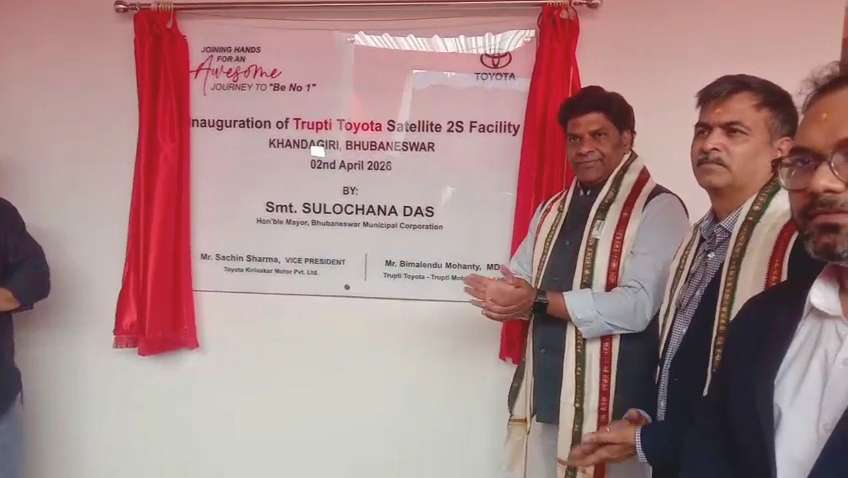 JOINING HANDS
FOR AN
Awesome
JOURNEY TO "Be No 1"
TOYOTA
nauguration of Trupti Toyota Satellite 2S Facility
KHANDAGIRI, BHUBANESWAR
02nd April 2026
BY:
Smt. SULOCHANA DAS
Hon'ble Mayor, Bhubaneswar Municipal Corporation
Mr. Sachin Sharma, VICE PRESIDENT
Toyota Kirloskar Motor Pvt. Ltd.
Mr. Bimalendu Mohanty, MD
Trupti Toyota – Trupti